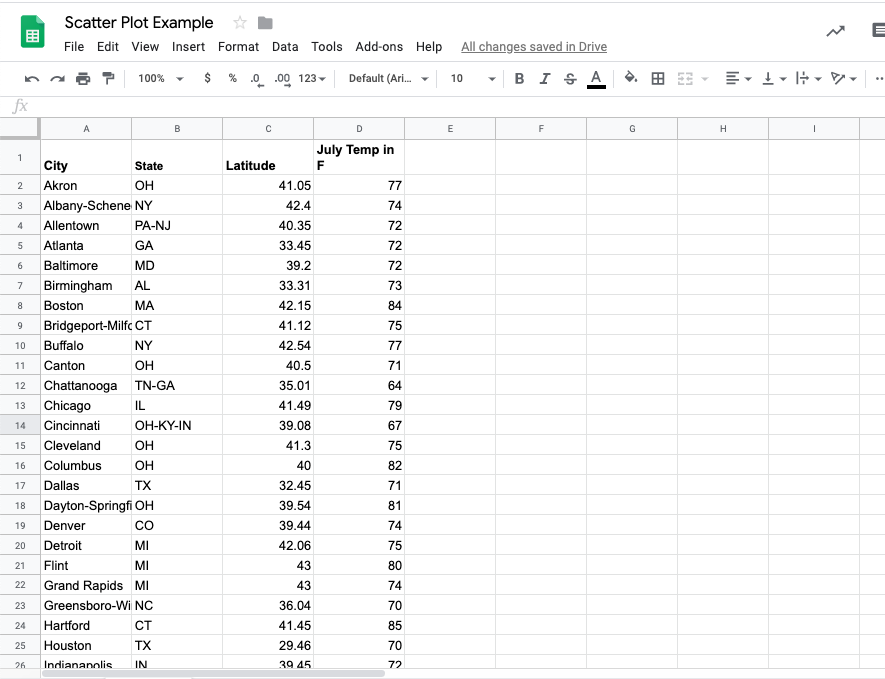 Scatter Plot Example
File Edit View Insert Format Data Tools Add-ons Help All changes saved in Drive
100% $ % .0 .00 123 Default (Ari... 10 B I S A
fx
A B C D E F G H I
1 City State Latitude July Temp in F
2 Akron OH 41.05 77
3 Albany-Schene NY 42.4 74
4 Allentown PA-NJ 40.35 72
5 Atlanta GA 33.45 72
6 Baltimore MD 39.2 72
7 Birmingham AL 33.31 73
8 Boston MA 42.15 84
9 Bridgeport-Milfo CT 41.12 75
10 Buffalo NY 42.54 77
11 Canton OH 40.5 71
12 Chattanooga TN-GA 35.01 64
13 Chicago IL 41.49 79
14 Cincinnati OH-KY-IN 39.08 67
15 Cleveland OH 41.3 75
16 Columbus OH 40 82
17 Dallas TX 32.45 71
18 Dayton-Springfi OH 39.54 81
19 Denver CO 39.44 74
20 Detroit MI 42.06 75
21 Flint MI 43 80
22 Grand Rapids MI 43 74
23 Greensboro-Wi NC 36.04 70
24 Hartford CT 41.45 85
25 Houston TX 29.46 70
26 Indianapolis IN 39.45 72